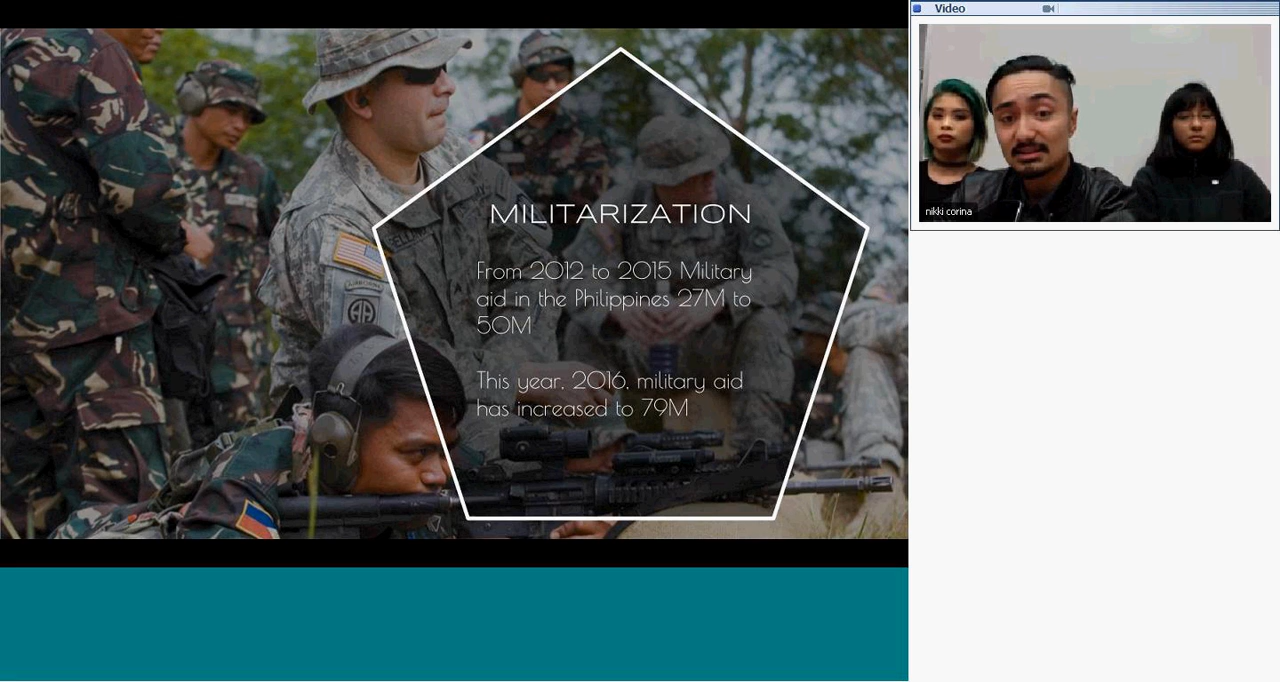 Video
nikki corina
MILITARIZATION
From 2012 to 2015 Military
aid in the Philippines 27M to
50M
This year, 2016, military aid
has increased to 79M